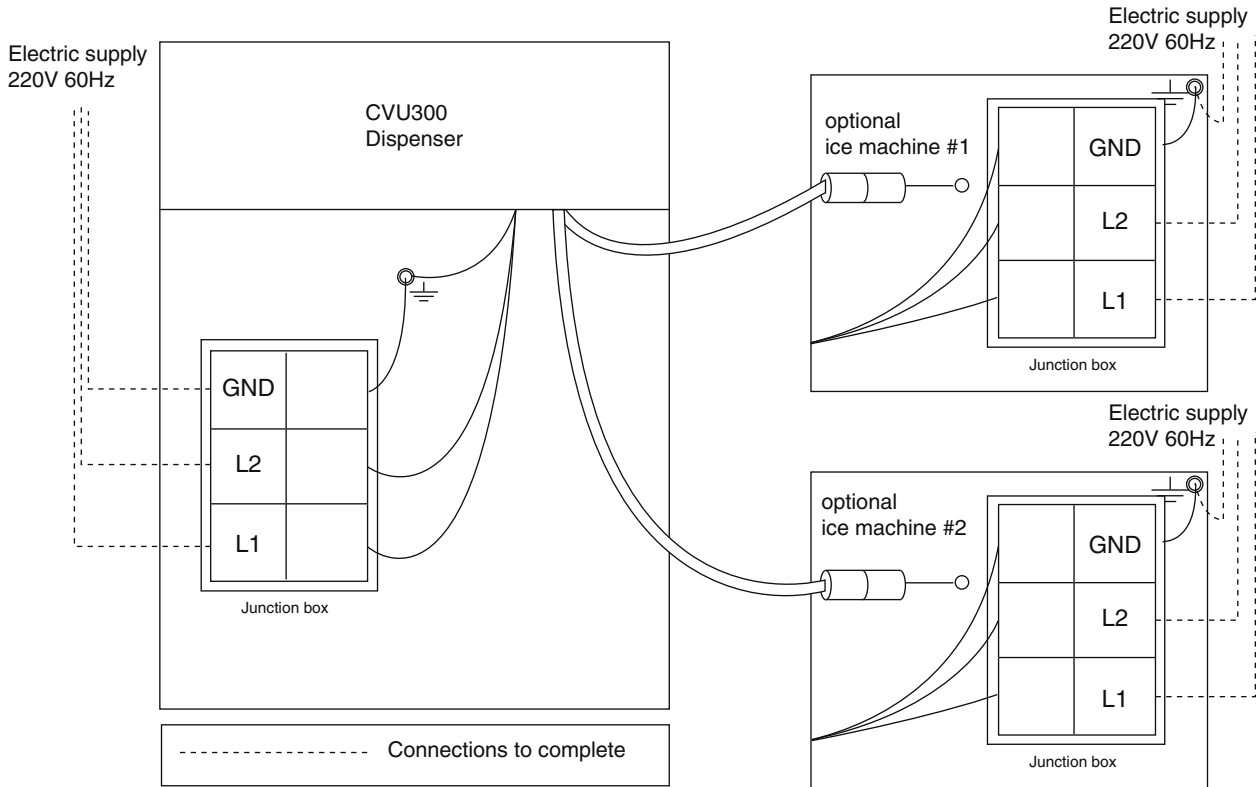 Electric supply
220V 60Hz
CVU300
Dispenser
GND
L2
L1
Junction box
Connections to complete
Electric supply
220V 60Hz
optional
ice machine #1
GND
L2
L1
Junction box
Electric supply
220V 60Hz
optional
ice machine #2
GND
L2
L1
Junction box